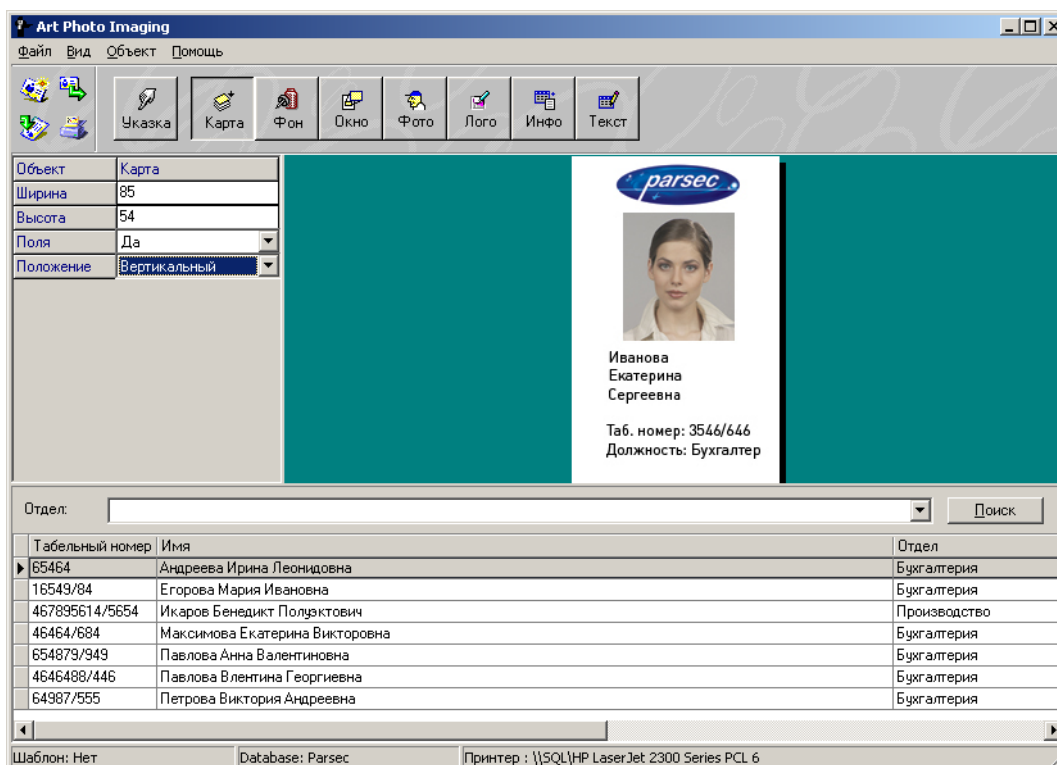 Art Photo Imaging
Файл Вид Объект Помощь
Указка Карта Фон Окно Фото Лого Инфо Текст
Объект Карта
Ширина 85
Высота 54
Поля Да
Положение Вертикальный
parsec
Иванова
Екатерина
Сергеевна
Таб. номер: 3546/646
Должность: Бухгалтер
Отдел: Поиск
Табельный номер Имя Отдел
65464 Андреева Ирина Леонидовна Бухгалтерия
16549/84 Егорова Мария Ивановна Бухгалтерия
467895614/5654 Икаров Бенедикт Полуэктович Производство
46464/684 Максимова Екатерина Викторовна Бухгалтерия
654879/949 Павлова Анна Валентиновна Бухгалтерия
4646488/446 Павлова Влентина Георгиевна Бухгалтерия
64987/555 Петрова Виктория Андреевна Бухгалтерия
Шаблон: Нет Database: Parsec Принтер : \\SQL\HP LaserJet 2300 Series PCL 6